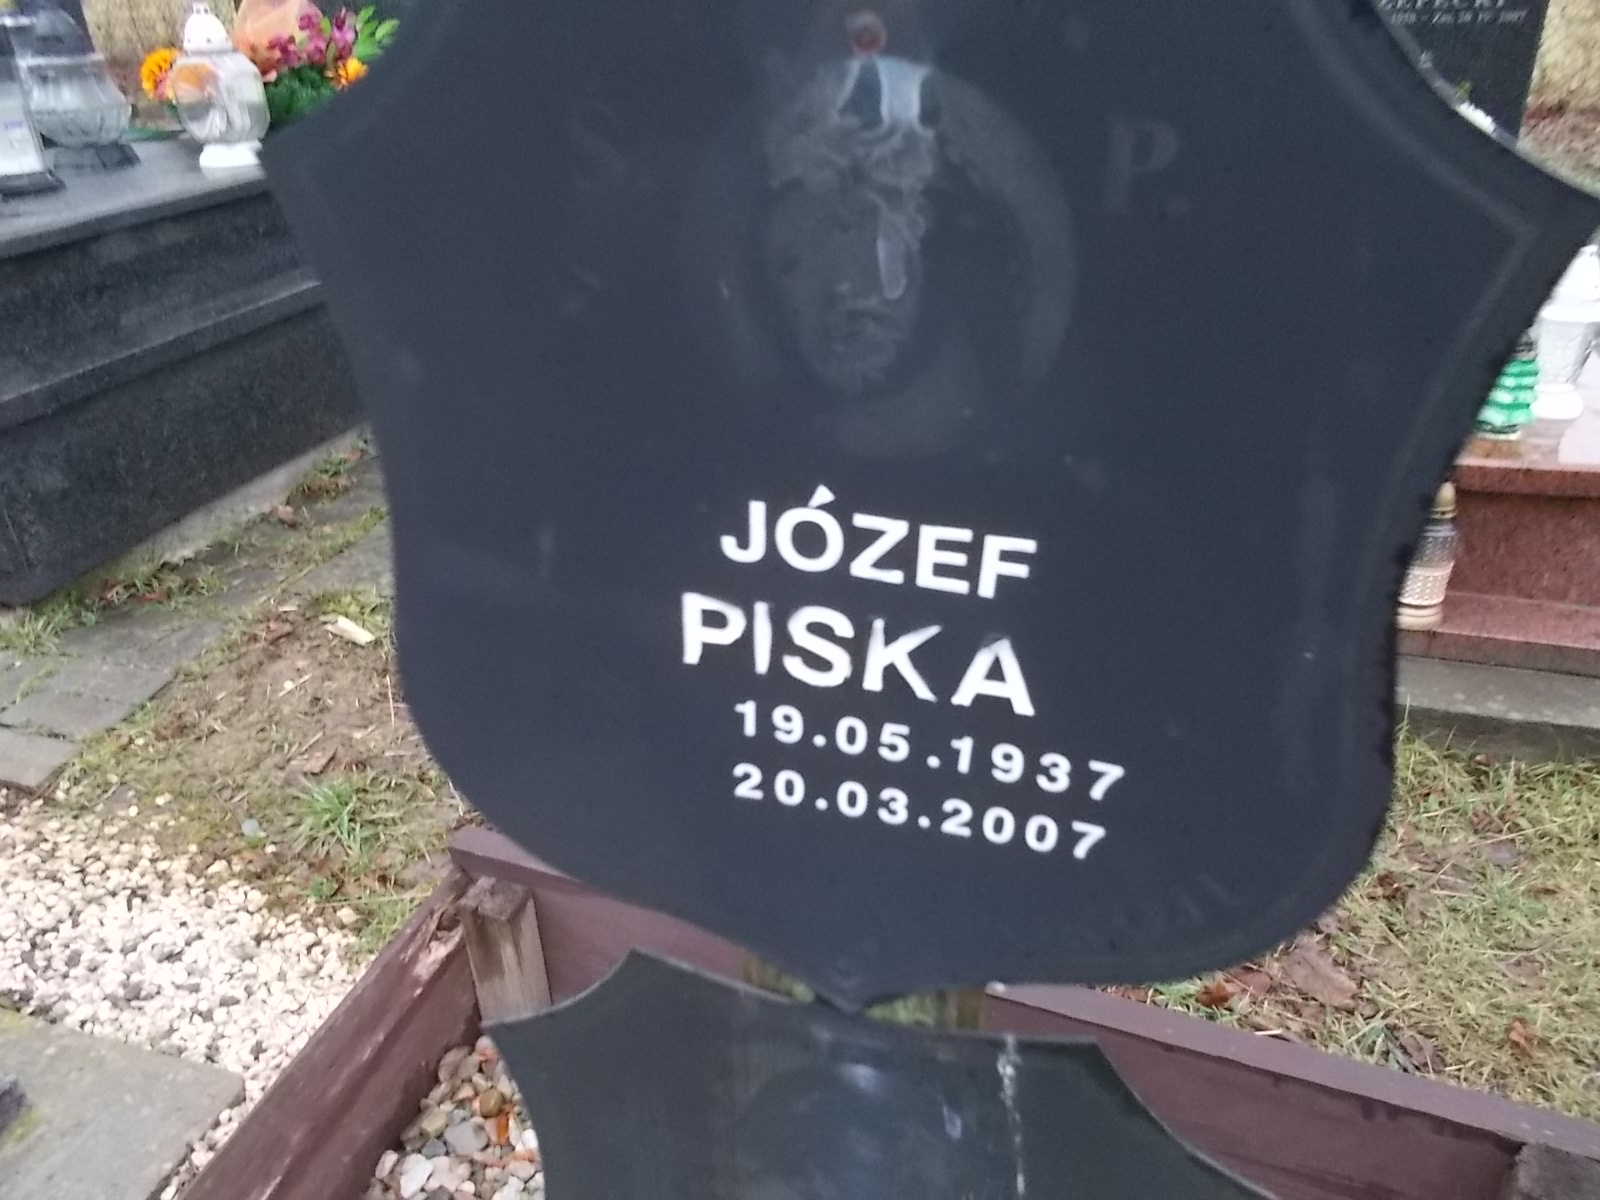 S. P.
JÓZEF
PISKA
19.05.1937
20.03.2007